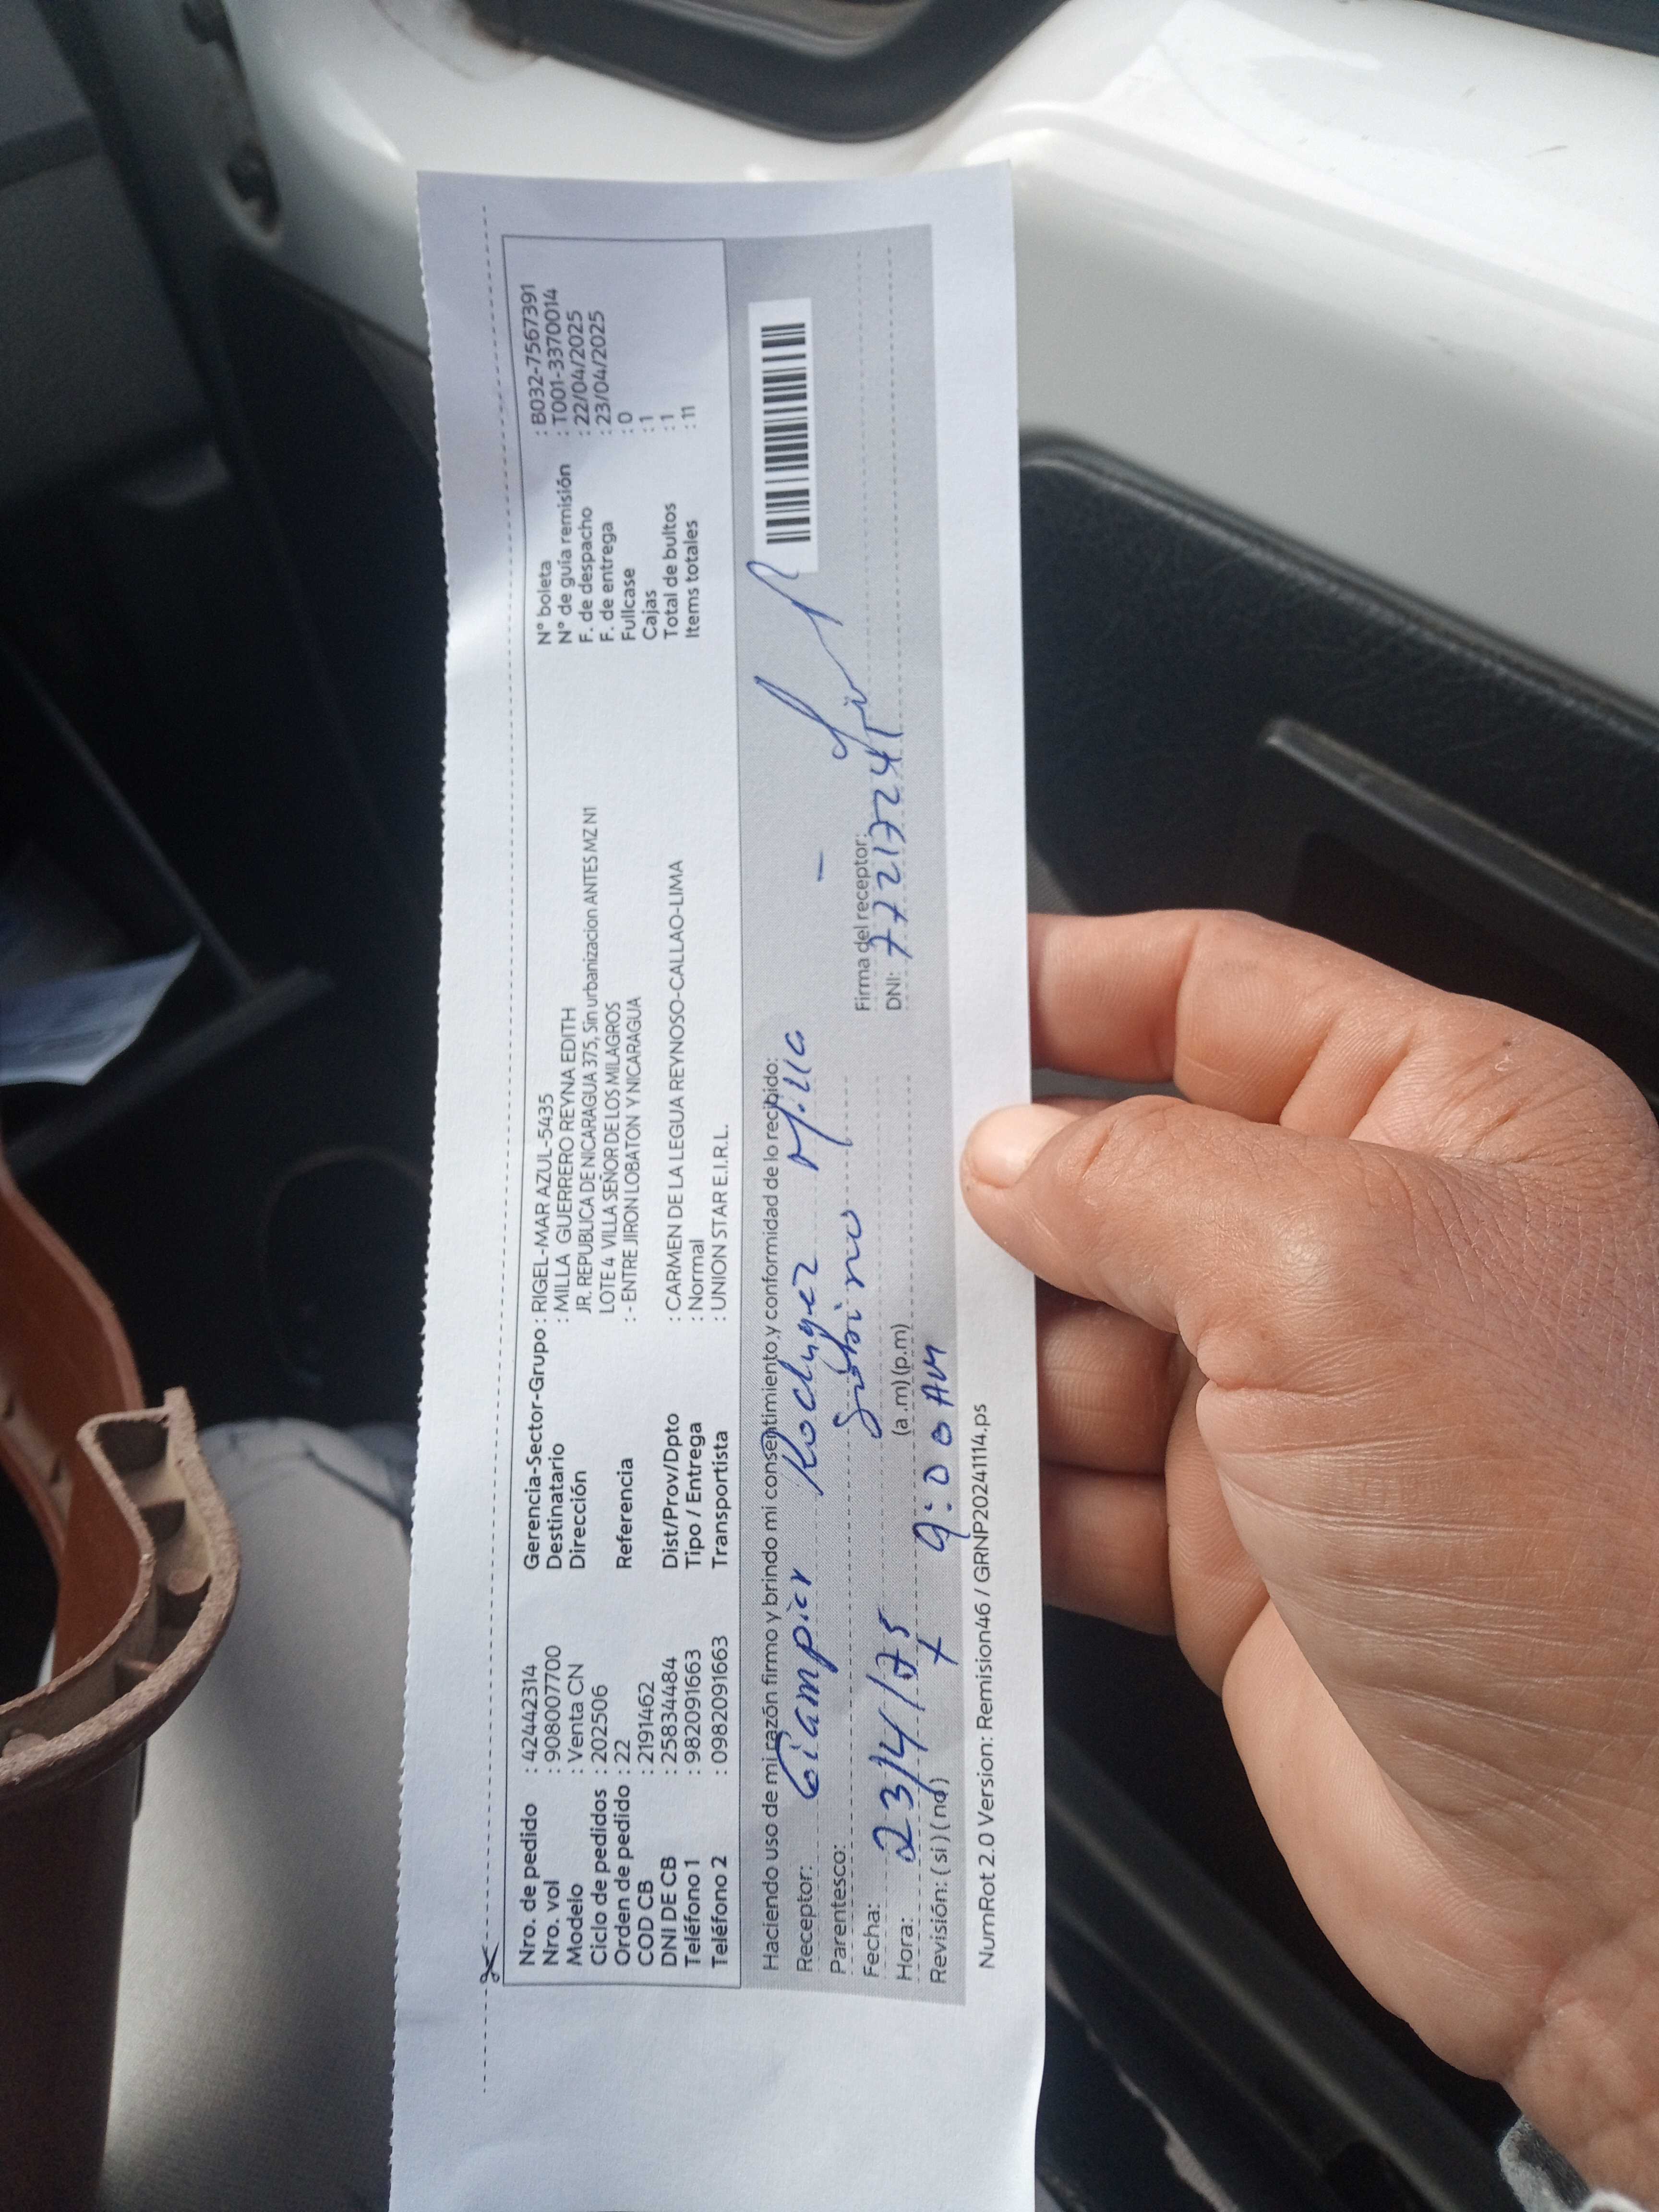 Nro. de pedido : 42442314
Nro. vol : 9080077700
Modelo : Venta CN
Ciclo de pedidos : 202506
Orden de pedido : 22
COD CB : 2191462
DNI DE CB : 25834484
Teléfono 1 : 982091663
Teléfono 2 : 0982091663
Gerencia-Sector-Grupo : RIGEL-MAR AZUL-5435
Destinatario : MILLA GUERRERO REYNA EDITH
Dirección JR. REPUBLICA DE NICARAGUA 375, Sin urbanizacion ANTES MZ N1
LOTE 4 VILLA SEÑOR DE LOS MILAGROS
Referencia : - ENTRE JIRON LOBATON Y NICARAGUA
Dist/Prov/Dpto : CARMEN DE LA LEGUA REYNOSO-CALLAO-LIMA
Tipo / Entrega : Normal
Transportista : UNION STAR E.I.R.L.
N° boleta : B032-7567391
N° de guía remisión : T001-3370014
F. de despacho : 22/04/2025
F. de entrega : 23/04/2025
Fullcase : 0
Cajas : 1
Total de bultos : 1
Items totales : 11
Haciendo uso de mi razón firmo y brindo mi consentimiento y conformidad de lo recibido:
Receptor: Giampier Rodryez Milla
Parentesco: Sobino
Fecha: 23/4/25
Hora: (a .m) (p.m) 9:00 AM
Revisión: ( si ) ( no )
Firma del receptor:
DNI: 77217324
NumRot 2.0 Version: Remision46 / GRNP20241114.ps